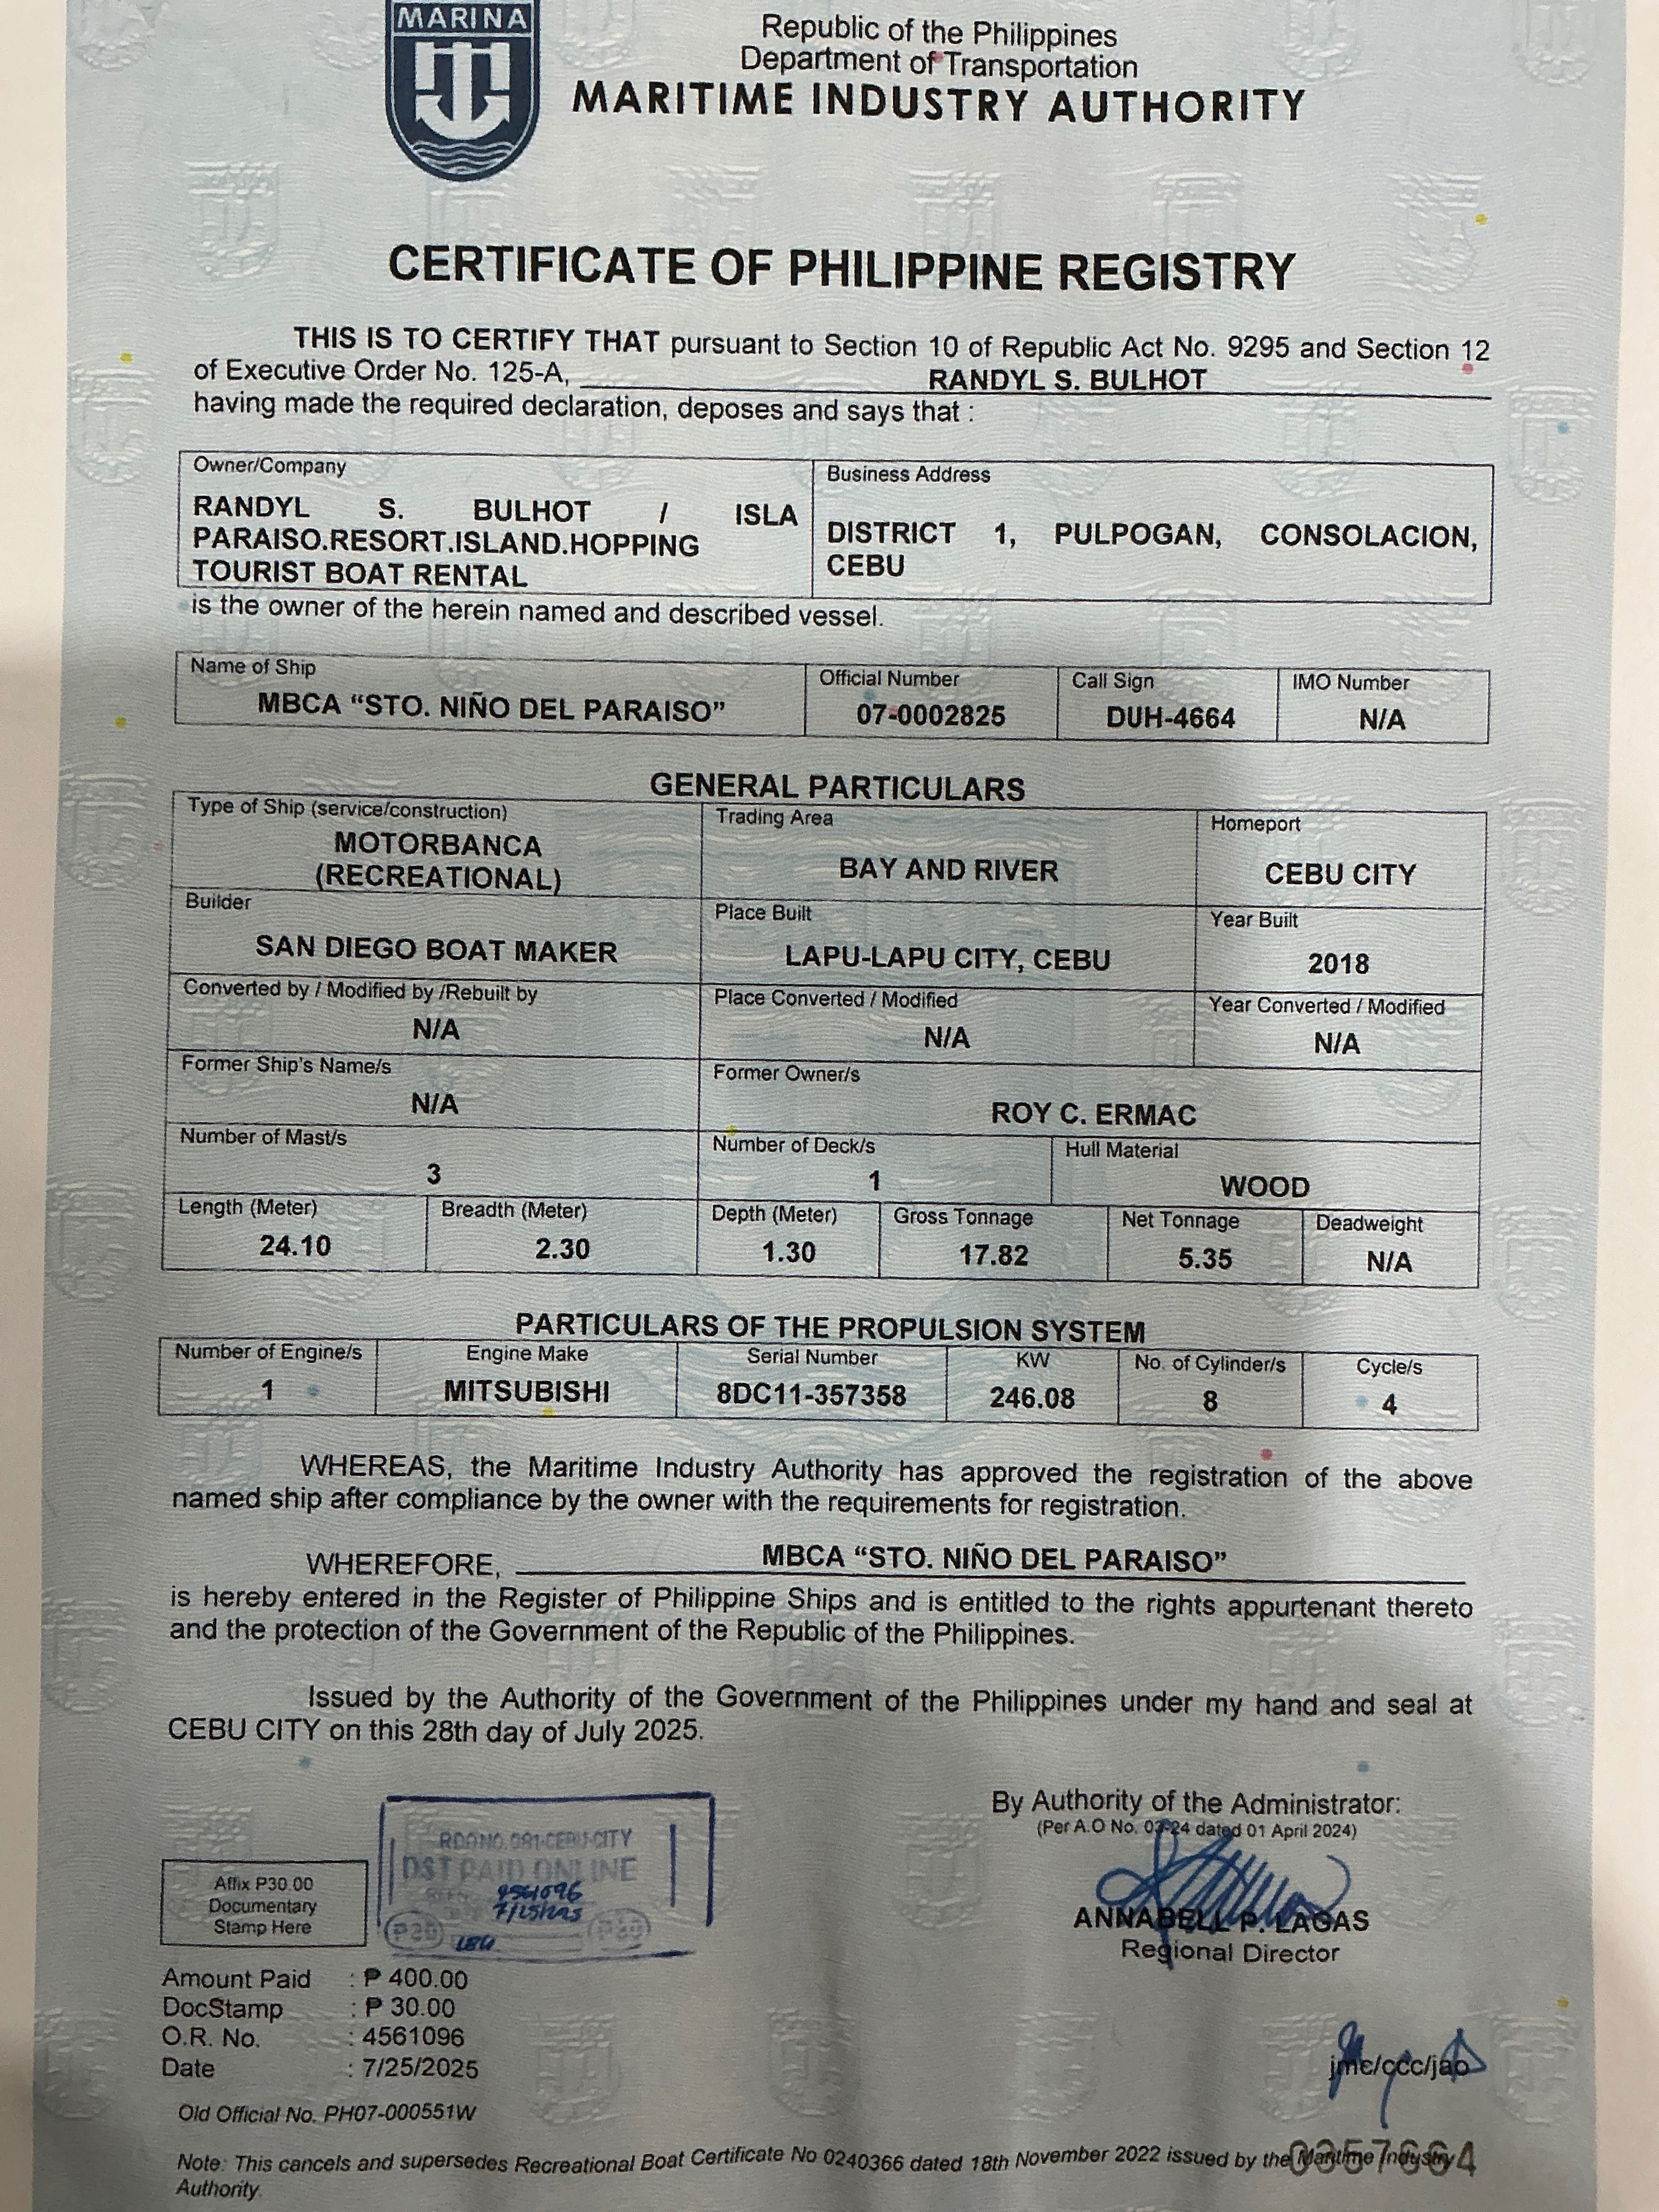 MARINA
Republic of the Philippines
Department of Transportation
MARITIME INDUSTRY AUTHORITY
CERTIFICATE OF PHILIPPINE REGISTRY
THIS IS TO CERTIFY THAT pursuant to Section 10 of Republic Act No. 9295 and Section 12
of Executive Order No. 125-A, RANDYL S. BULHOT
having made the required declaration, deposes and says that :
Owner/Company
RANDYL S. BULHOT / ISLA
PARAISO.RESORT.ISLAND.HOPPING
TOURIST BOAT RENTAL
Business Address
DISTRICT 1, PULPOGAN, CONSOLACION,
CEBU
is the owner of the herein named and described vessel.
Name of Ship
MBCA “STO. NIÑO DEL PARAISO”
Official Number
07-0002825
Call Sign
DUH-4664
IMO Number
N/A
GENERAL PARTICULARS
Type of Ship (service/construction)
MOTORBANCA
(RECREATIONAL)
Trading Area
BAY AND RIVER
Homeport
CEBU CITY
Builder
SAN DIEGO BOAT MAKER
Place Built
LAPU-LAPU CITY, CEBU
Year Built
2018
Converted by / Modified by /Rebuilt by
N/A
Place Converted / Modified
N/A
Year Converted / Modified
N/A
Former Ship's Name/s
N/A
Former Owner/s
ROY C. ERMAC
Number of Mast/s
3
Number of Deck/s
1
Hull Material
WOOD
Length (Meter)
24.10
Breadth (Meter)
2.30
Depth (Meter)
1.30
Gross Tonnage
17.82
Net Tonnage
5.35
Deadweight
N/A
PARTICULARS OF THE PROPULSION SYSTEM
Number of Engine/s
1
Engine Make
MITSUBISHI
Serial Number
8DC11-357358
KW
246.08
No. of Cylinder/s
8
Cycle/s
4
WHEREAS, the Maritime Industry Authority has approved the registration of the above
named ship after compliance by the owner with the requirements for registration.
WHEREFORE, MBCA “STO. NIÑO DEL PARAISO”
is hereby entered in the Register of Philippine Ships and is entitled to the rights appurtenant thereto
and the protection of the Government of the Republic of the Philippines.
Issued by the Authority of the Government of the Philippines under my hand and seal at
CEBU CITY on this 28th day of July 2025.
By Authority of the Administrator:
(Per A.O No. 03-24 dated 01 April 2024)
ANNABELL P. LAGAS
Regional Director
Affix P30.00
Documentary
Stamp Here
CEBU CITY
DST PAID ONLINE
P30
P30
Amount Paid : ₱ 400.00
DocStamp : ₱ 30.00
O.R. No. : 4561096
Date : 7/25/2025
jmc/ccc/jao
Old Official No. PH07-000551W
Note: This cancels and supersedes Recreational Boat Certificate No 0240366 dated 18th November 2022 issued by the Maritime Industry
Authority.
0357664